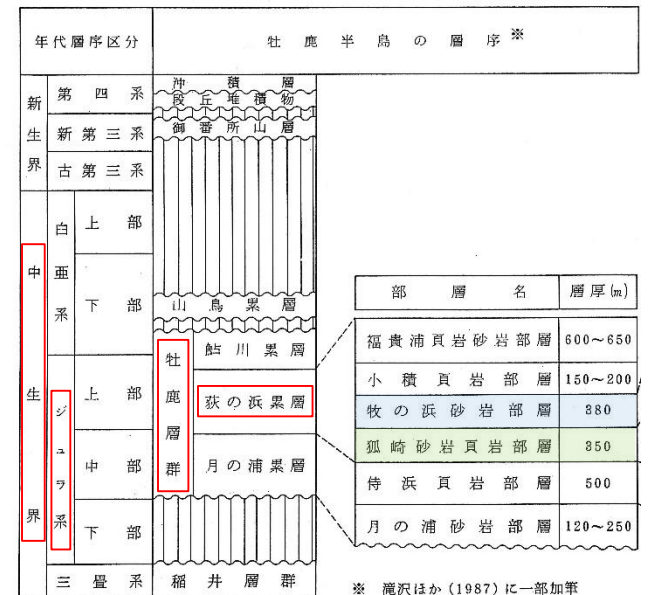 年代層序区分
牡鹿半島の層序※
新生界
第四系
沖積層
段丘堆積物
新第三系
御番所山層
古第三系
中生界
白亜系
上部
下部
山鳥累層
ジュラ系
上部
中部
下部
牡鹿層群
鮎川累層
荻の浜累層
月の浦累層
三畳系
稲井層群
部層名
層厚(m)
福貴浦頁岩砂岩部層
600～650
小積頁岩部層
150～200
牧の浜砂岩部層
380
狐崎砂岩頁岩部層
350
侍浜頁岩部層
500
月の浦砂岩部層
120～250
※ 滝沢ほか(1987)に一部加筆